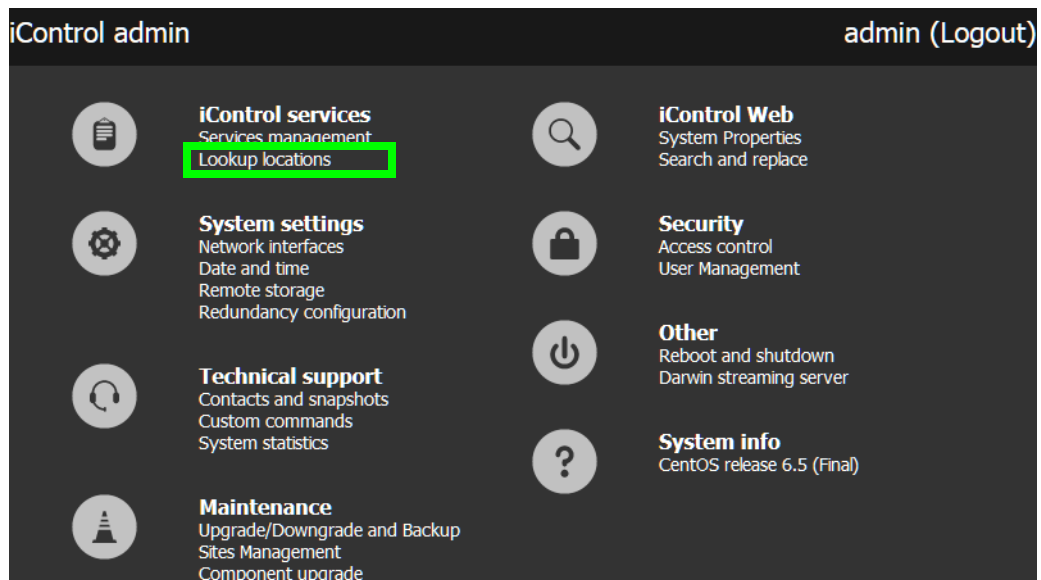 iControl admin
admin (Logout)
iControl services
Services management
Lookup locations
System settings
Network interfaces
Date and time
Remote storage
Redundancy configuration
Technical support
Contacts and snapshots
Custom commands
System statistics
Maintenance
Upgrade/Downgrade and Backup
Sites Management
Component upgrade
iControl Web
System Properties
Search and replace
Security
Access control
User Management
Other
Reboot and shutdown
Darwin streaming server
System info
CentOS release 6.5 (Final)